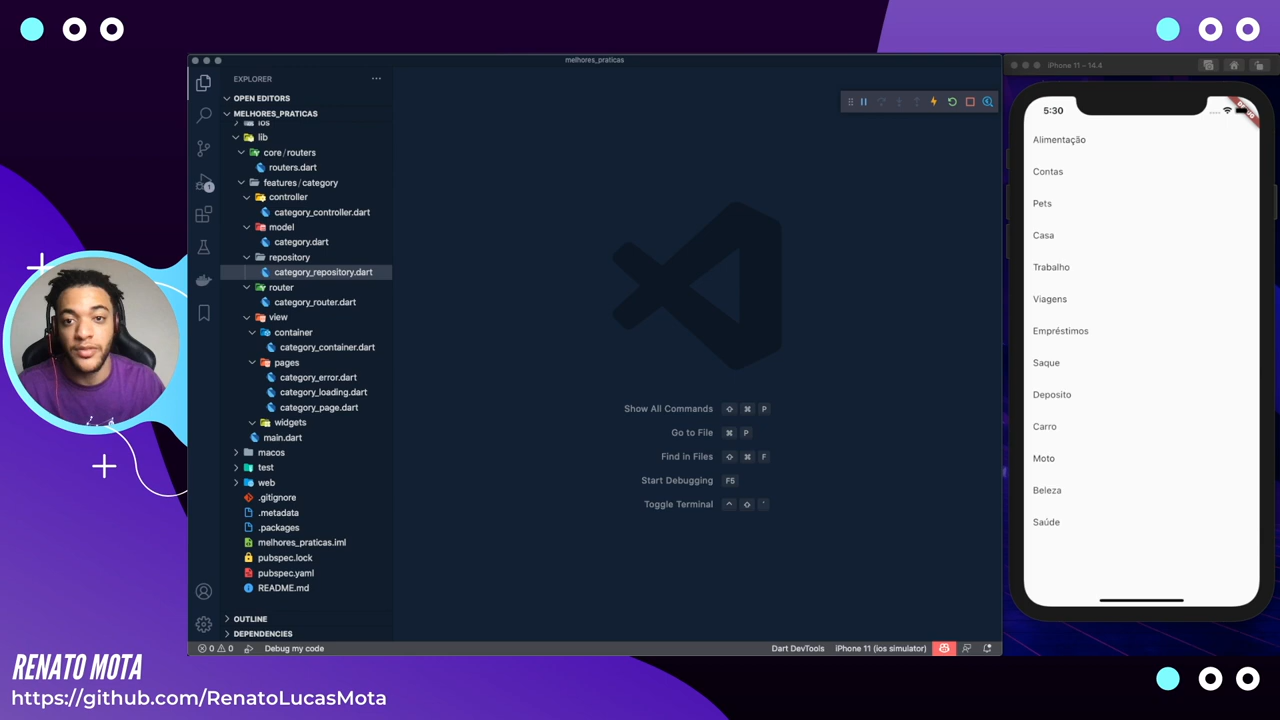 melhores_praticas
EXPLORER
OPEN EDITORS
MELHORES_PRATICAS
ios
lib
core/routers
routers.dart
features/category
controller
category_controller.dart
model
category.dart
repository
category_repository.dart
router
category_router.dart
view
container
category_container.dart
pages
category_error.dart
category_loading.dart
category_page.dart
widgets
main.dart
macos
test
web
.gitignore
.metadata
.packages
melhores_praticas.iml
pubspec.lock
pubspec.yaml
README.md
OUTLINE
DEPENDENCIES
1
Show All Commands ⇧ ⌘ P
Go to File ⌘ P
Find in Files ⇧ ⌘ F
Start Debugging F5
Toggle Terminal ^ ⇧ `
0 0 Debug my code
Dart DevTools iPhone 11 (ios simulator)
iPhone 11 – 14.4
5:30
Alimentação
Contas
Pets
Casa
Trabalho
Viagens
Empréstimos
Saque
Deposito
Carro
Moto
Beleza
Saúde
RENATO MOTA
https://github.com/RenatoLucasMota